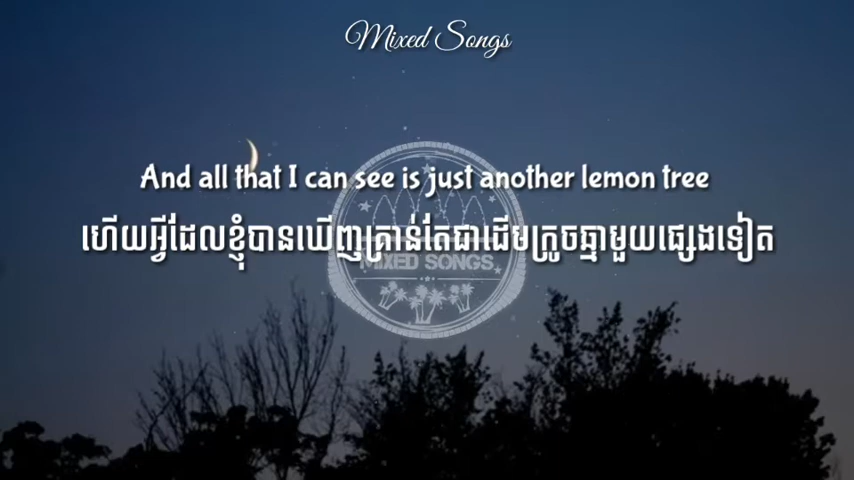 Mixed Songs
And all that I can see is just another lemon tree
ហើយអ្វីដែលខ្ញុំបានឃើញគ្រាន់តែជាដើមក្រូចឆ្មាមួយផ្សេងទៀត
MIXED SONGS